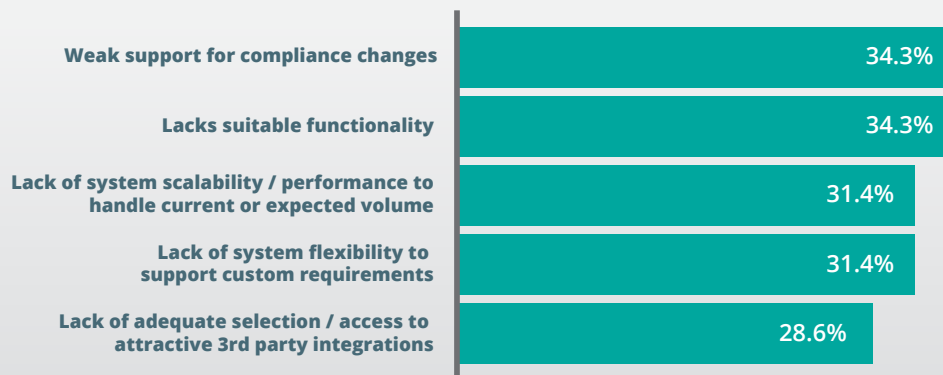 Weak support for compliance changes
34.3%
Lacks suitable functionality
34.3%
Lack of system scalability / performance to
handle current or expected volume
31.4%
Lack of system flexibility to
support custom requirements
31.4%
Lack of adequate selection / access to
attractive 3rd party integrations
28.6%